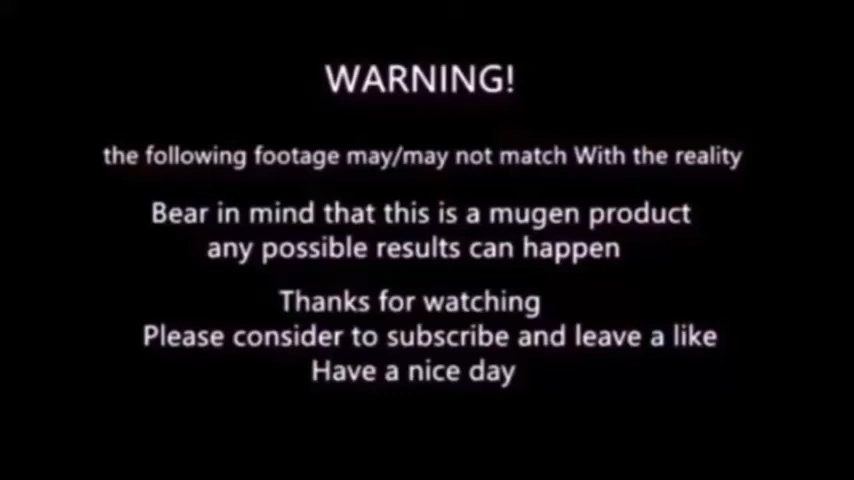 WARNING!
the following footage may/may not match With the reality
Bear in mind that this is a mugen product
any possible results can happen
Thanks for watching
Please consider to subscribe and leave a like
Have a nice day